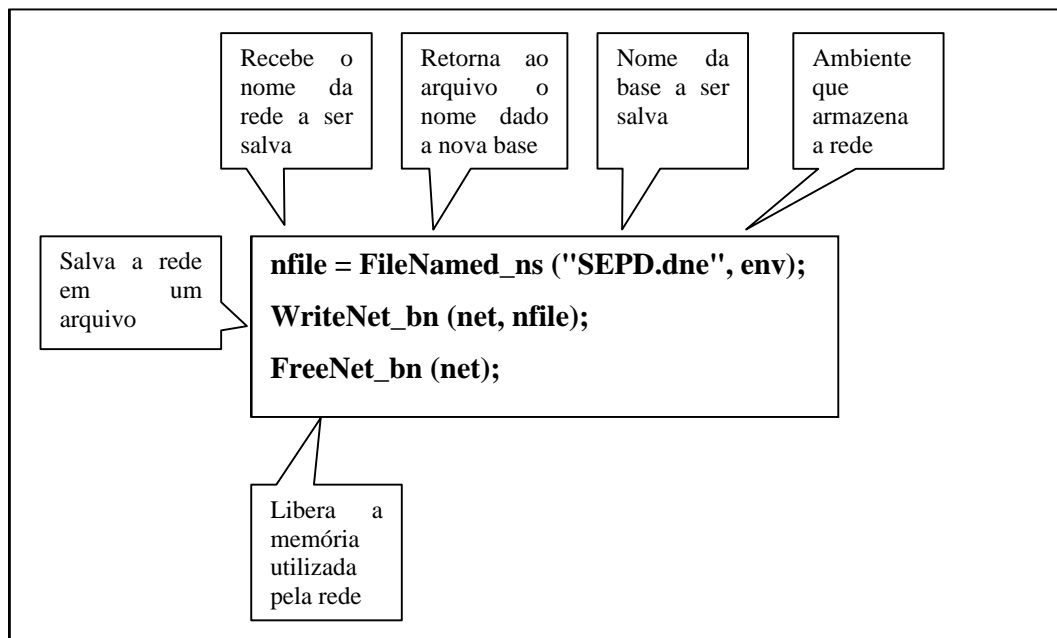 Recebe o
nome da
rede a ser
salva
Retorna ao
arquivo o
nome dado
a nova base
Nome da
base a ser
salva
Ambiente
que
armazena
a rede
Salva a rede
em um
arquivo
nfile = FileNamed_ns ("SEPD.dne", env);
WriteNet_bn (net, nfile);
FreeNet_bn (net);
Libera a
memória
utilizada
pela rede